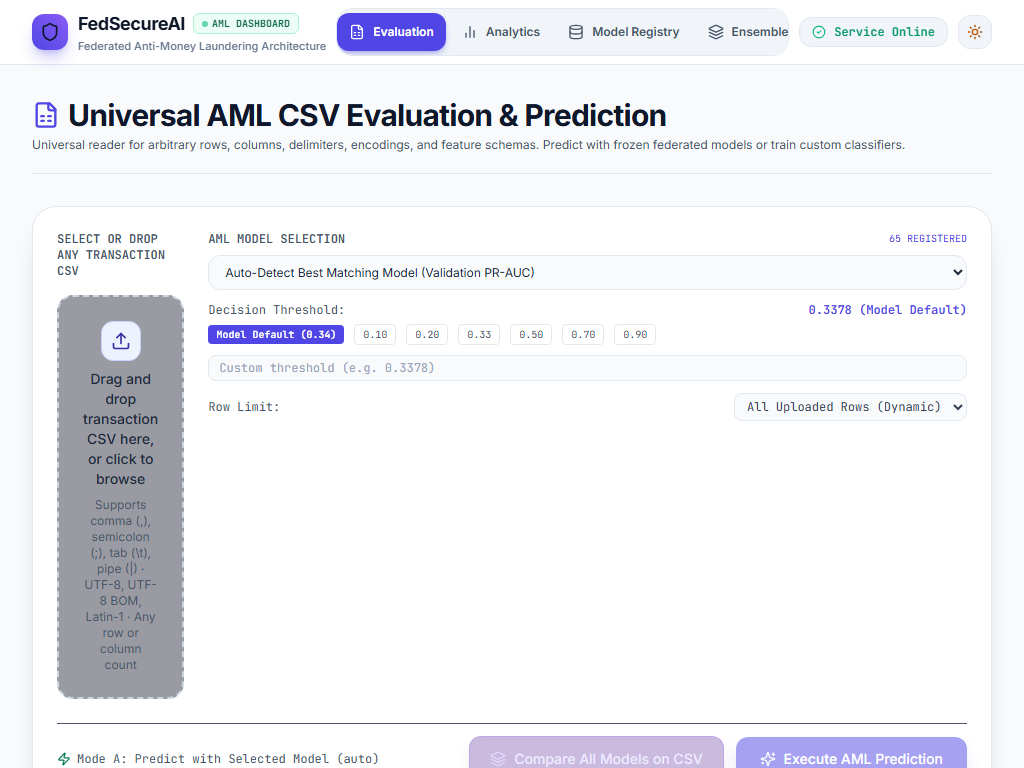 FedSecureAI
AML DASHBOARD
Federated Anti-Money Laundering Architecture
Evaluation
Analytics
Model Registry
Ensemble
Service Online
Universal AML CSV Evaluation & Prediction
Universal reader for arbitrary rows, columns, delimiters, encodings, and feature schemas. Predict with frozen federated models or train custom classifiers.
SELECT OR DROP
ANY TRANSACTION
CSV
Drag and
drop
transaction
CSV here,
or click to
browse
Supports
comma (,),
semicolon
(;), tab (\t),
pipe (|) ·
UTF-8, UTF-
8 BOM,
Latin-1 · Any
row or
column
count
AML MODEL SELECTION
65 REGISTERED
Auto-Detect Best Matching Model (Validation PR-AUC)
Decision Threshold:
0.3378 (Model Default)
Model Default (0.34)
0.10
0.20
0.33
0.50
0.70
0.90
Custom threshold (e.g. 0.3378)
Row Limit:
All Uploaded Rows (Dynamic)
Mode A: Predict with Selected Model (auto)
Compare All Models on CSV
Execute AML Prediction